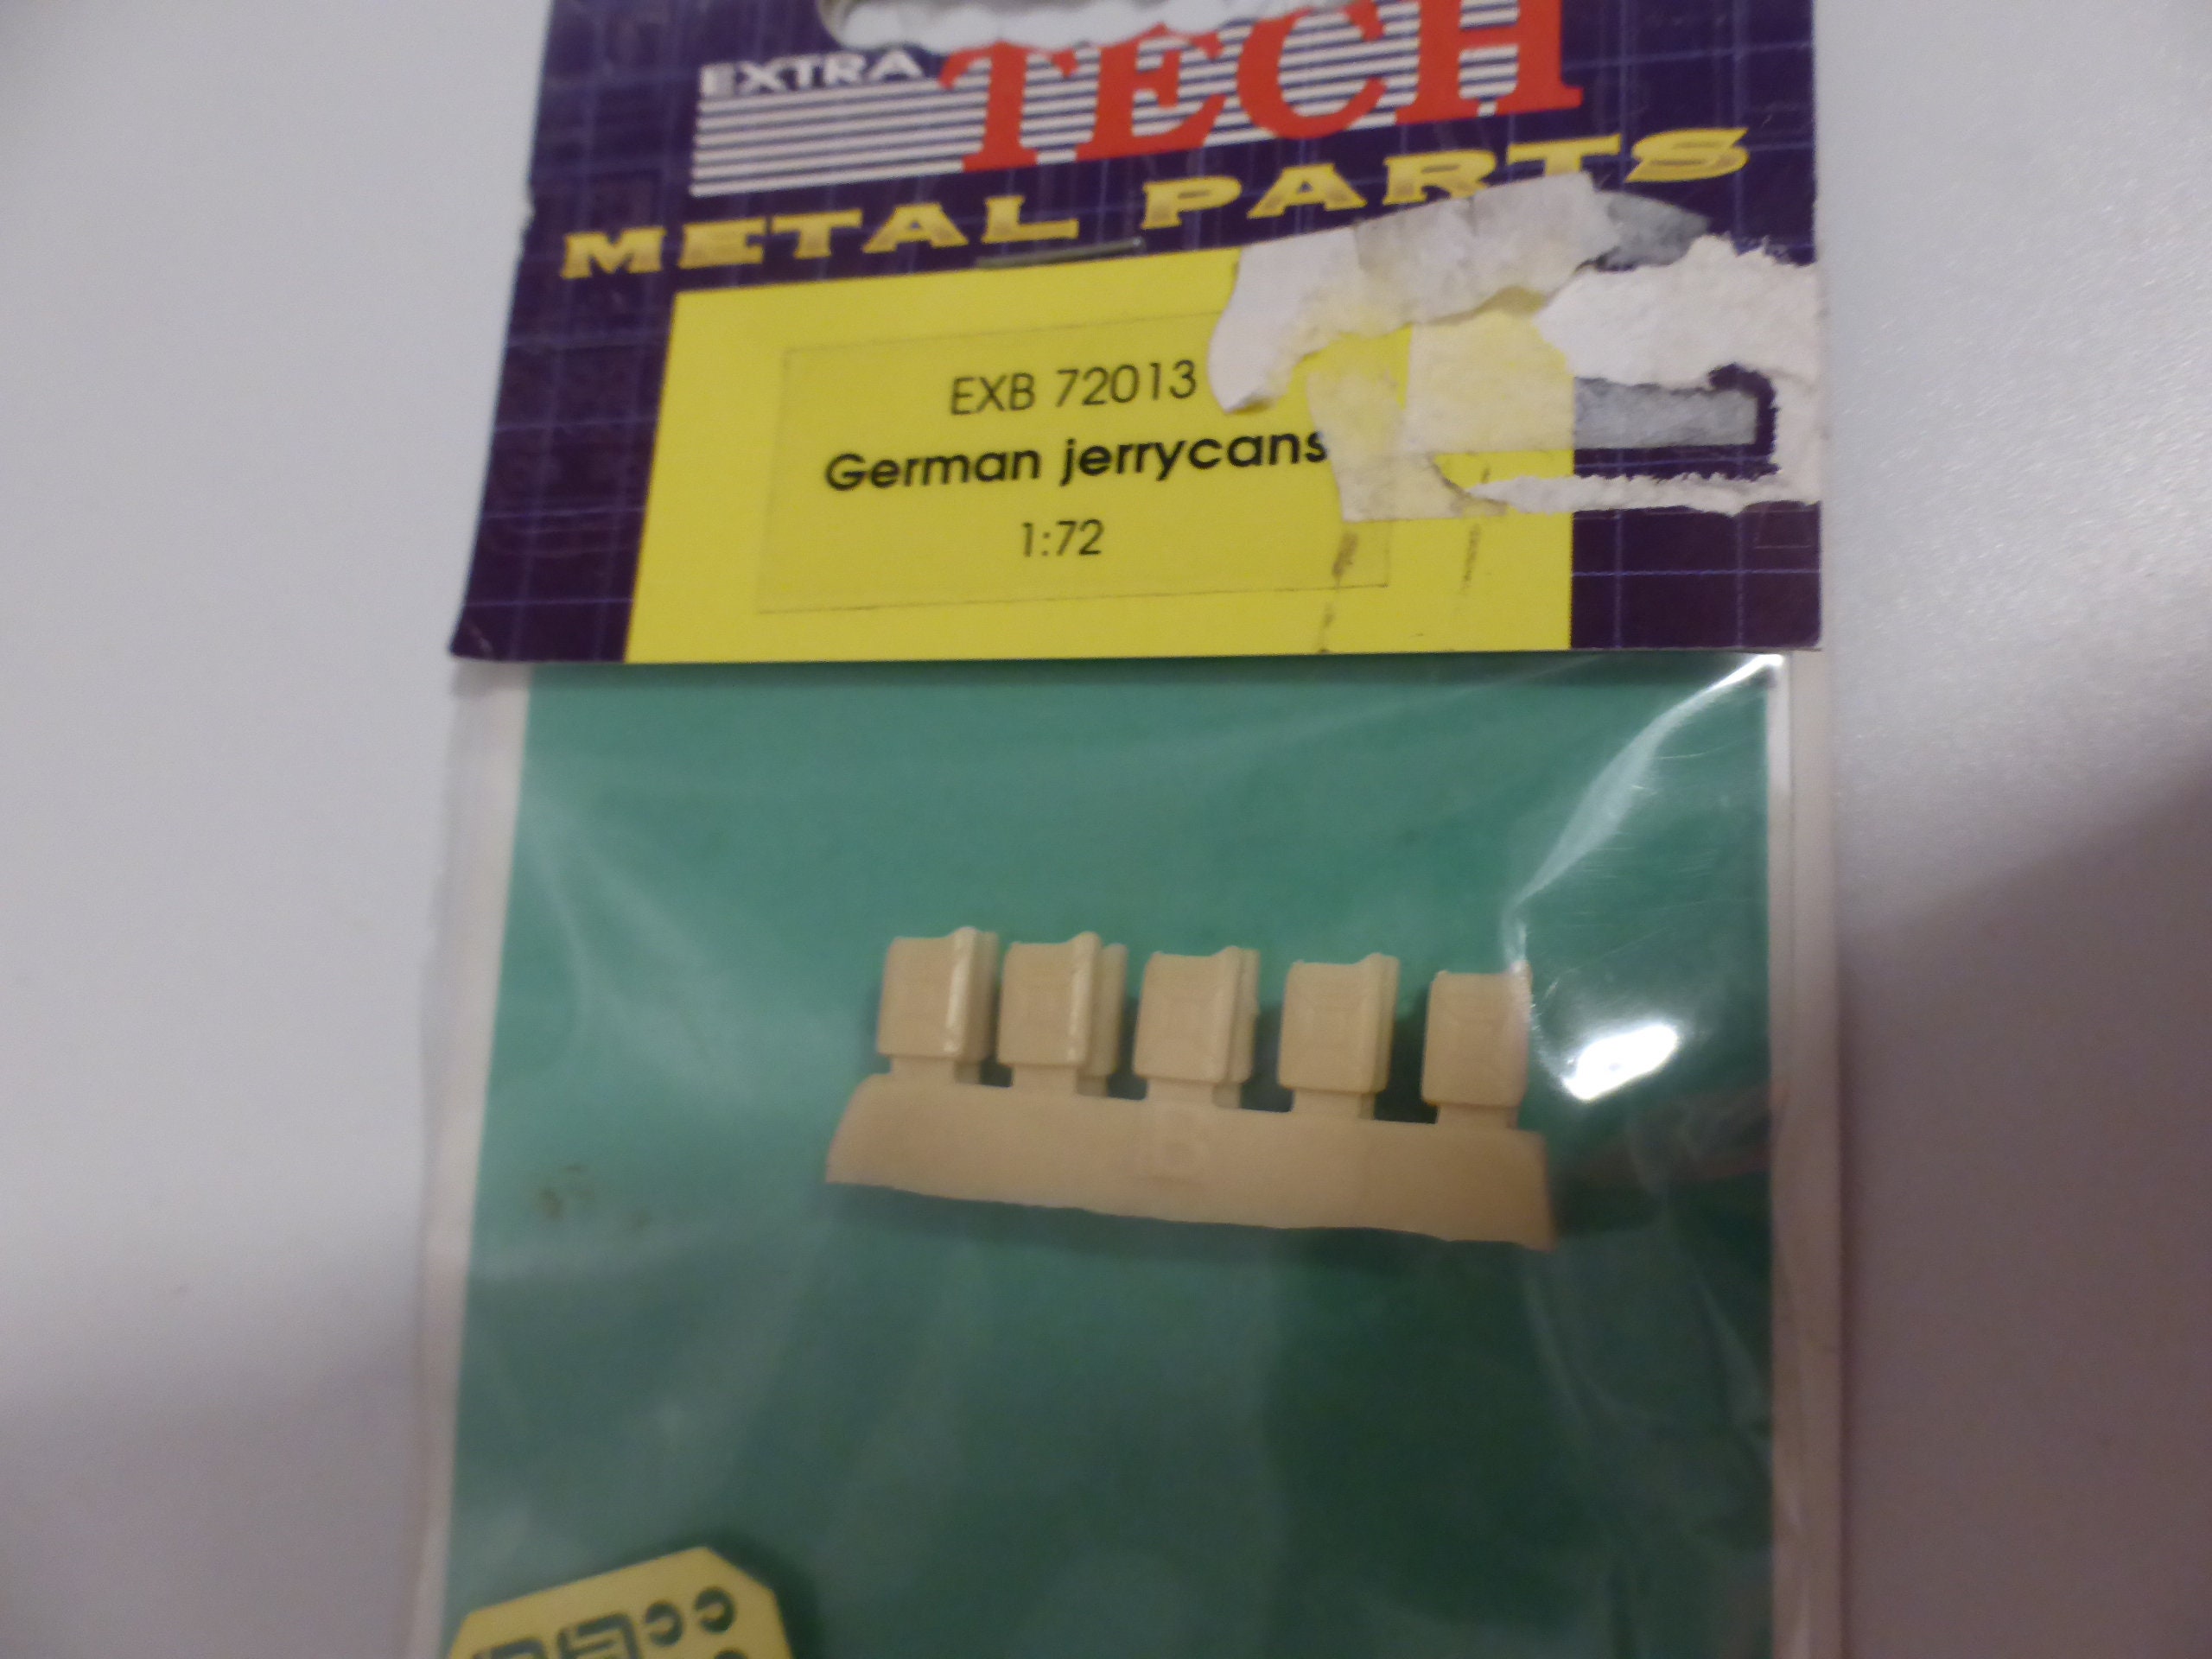 EXTRA TECH
METAL PARTS
EXB 72013
German jerrycans
1:72